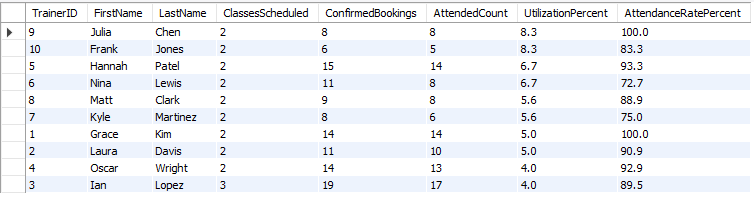 TrainerID FirstName LastName ClassesScheduled ConfirmedBookings AttendedCount UtilizationPercent AttendanceRatePercent
9 Julia Chen 2 8 8 8.3 100.0
10 Frank Jones 2 6 5 8.3 83.3
5 Hannah Patel 2 15 14 6.7 93.3
6 Nina Lewis 2 11 8 6.7 72.7
8 Matt Clark 2 9 8 5.6 88.9
7 Kyle Martinez 2 8 6 5.6 75.0
1 Grace Kim 2 14 14 5.0 100.0
2 Laura Davis 2 11 10 5.0 90.9
4 Oscar Wright 2 14 13 4.0 92.9
3 Ian Lopez 3 19 17 4.0 89.5